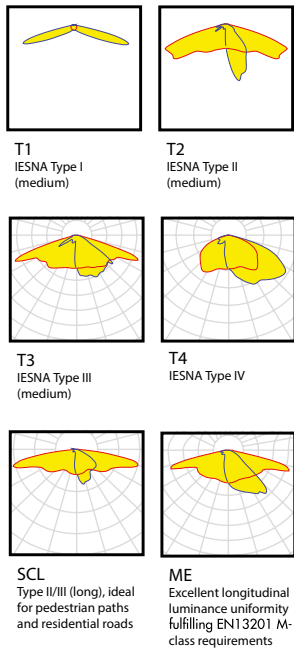 T1
IESNA Type I
(medium)
T2
IESNA Type II
(medium)
T3
IESNA Type III
(medium)
T4
IESNA Type IV
SCL
Type II/III (long), ideal
for pedestrian paths
and residential roads
ME
Excellent longitudinal
luminance uniformity
fulfilling EN13201 M-
class requirements